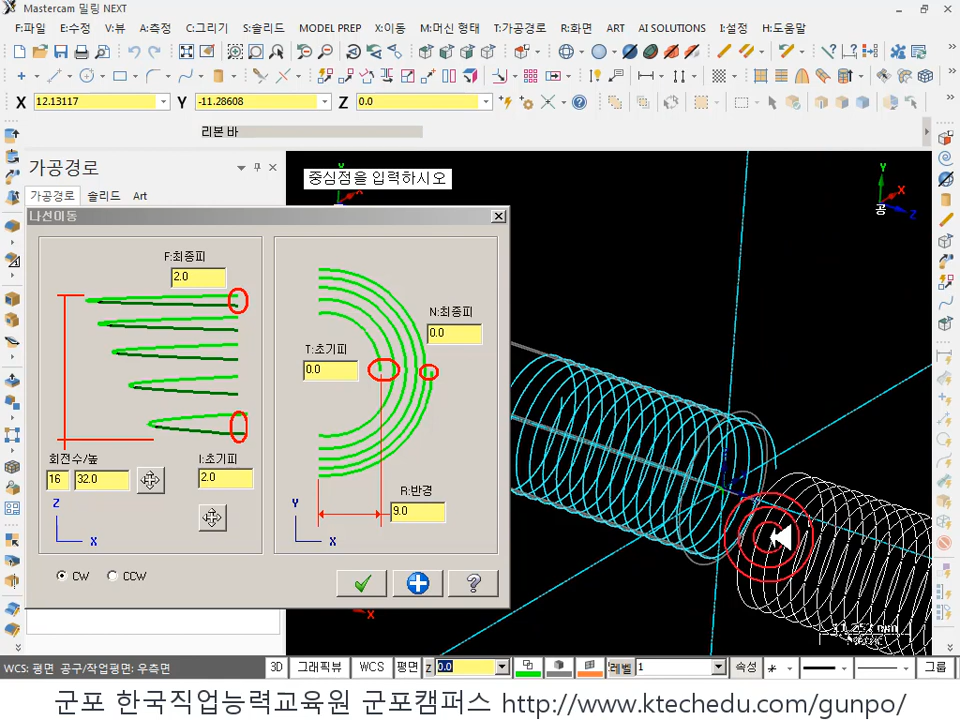 Mastercam 밀링 NEXT
F:파일 E:수정 V:뷰 A:측정 C:그리기 S:솔리드 MODEL PREP X:이동 M:머신 형태 T:가공경로 R:화면 ART AI SOLUTIONS I:설정 H:도움말
X 12.13117 Y -11.28608 Z 0.0
리본 바
가공경로
중심점을 입력하시오
가공경로 솔리드 Art
나선이동
F:최종피
2.0
N:최종피
0.0
T:초기피
0.0
회전수/높
16 32.0
I:초기피
2.0
R:반경
9.0
Z
X
Y
X
CW CCW
Y
X
Z
공
X
WCS: 평면 공구/작업평면: 우측면
3D 그래픽뷰 WCS 평면 Z 0.0 레벨 1 속성 그룹
군포 한국직업능력교육원 군포캠퍼스 http://www.ktechedu.com/gunpo/